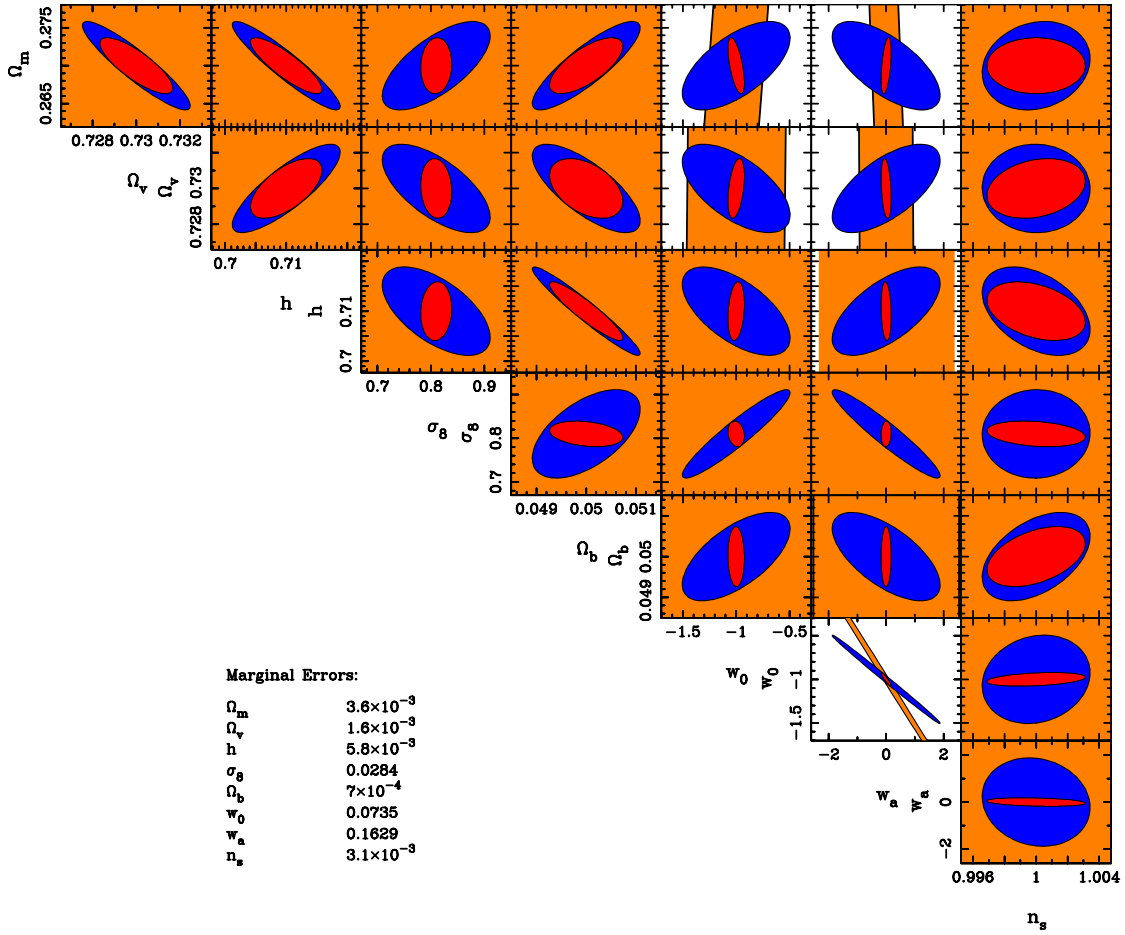 0.275
Ω_m
0.265
0.728 0.73 0.732
Ω_v Ω_v
0.73
0.728
0.7 0.71
h h
0.71
0.7
0.7 0.8 0.9
σ_8 σ_8
0.8
0.7
0.049 0.05 0.051
Ω_b Ω_b
0.05
0.049
−1.5 −1 −0.5
w_0 w_0
−1
−1.5
−2 0 2
w_a w_a
0
−2
0.996 1 1.004
n_s
Marginal Errors:
Ω_m 3.6×10⁻³
Ω_v 1.6×10⁻³
h 5.8×10⁻³
σ_8 0.0284
Ω_b 7×10⁻⁴
w_0 0.0735
w_a 0.1629
n_s 3.1×10⁻³